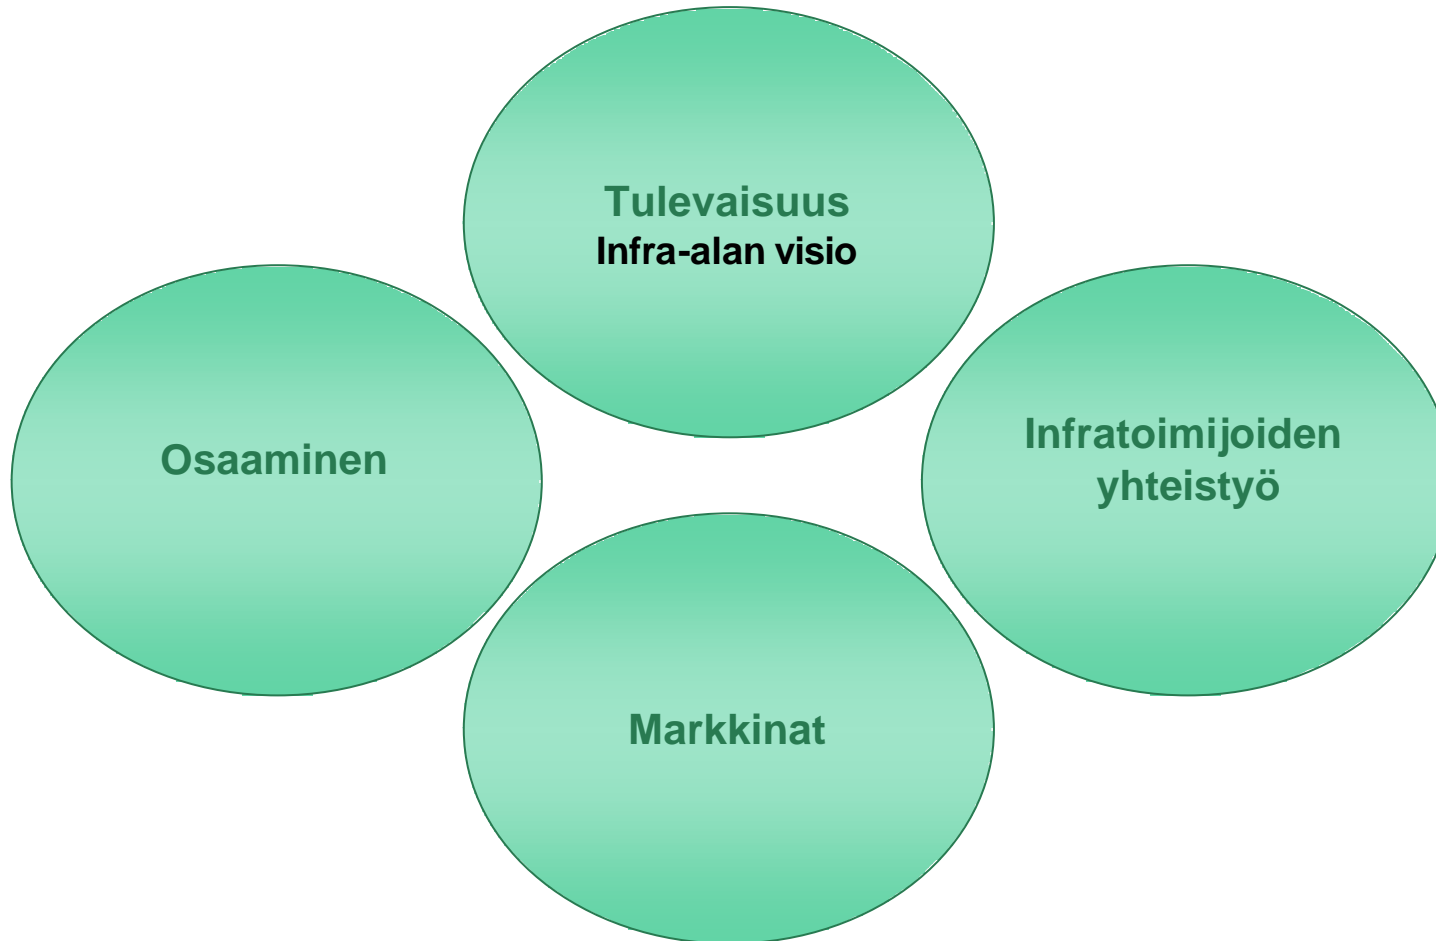 Tulevaisuus
Infra-alan visio
Osaaminen
Infratoimijoiden
yhteistyö
Markkinat